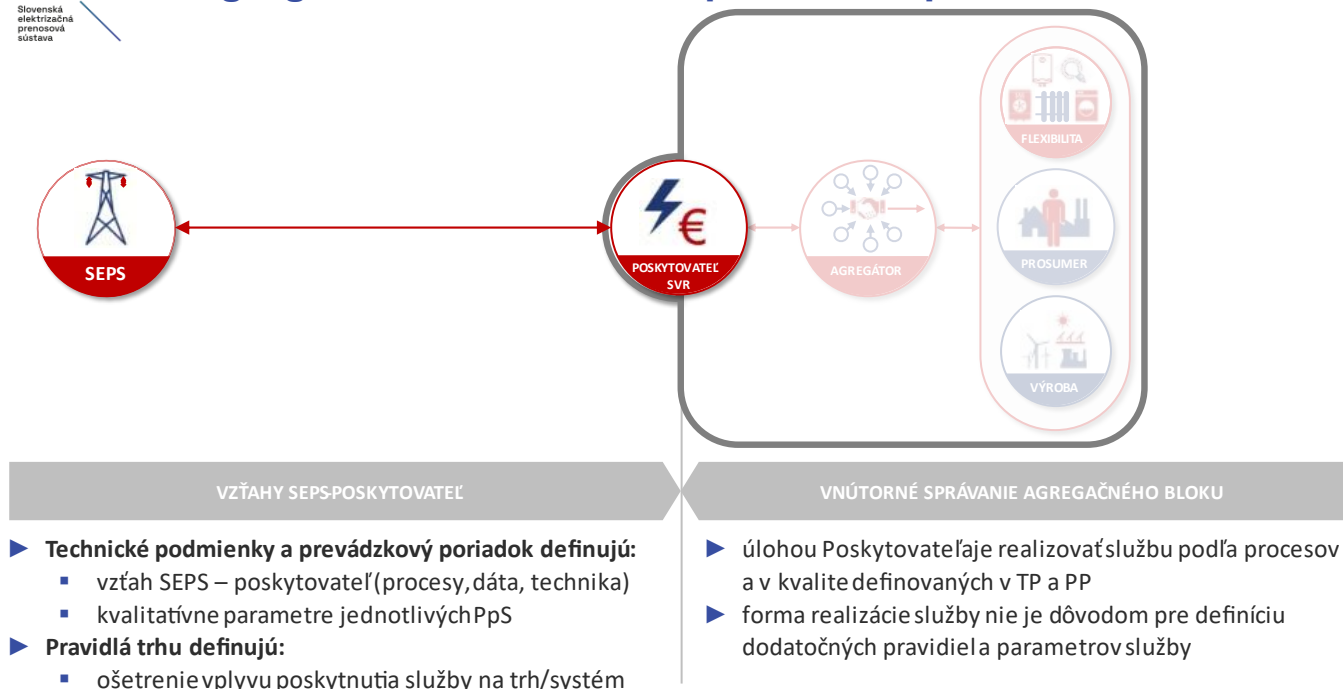 Slovenská
elektrizačná
prenosová
sústava
FLEXIBILITA
SEPS
POSKYTOVATEĽ
SVR
AGREGÁTOR
PROSUMER
VÝROBA
VZŤAHY SEPS-POSKYTOVATEĽ
VNÚTORNÉ SPRÁVANIE AGREGAČNÉHO BLOKU
Technické podmienky a prevádzkový poriadok definujú:
vzťah SEPS – poskytovateľ (procesy, dáta, technika)
kvalitatívne parametre jednotlivých PpS
Pravidlá trhu definujú:
ošetrenie vplyvu poskytnutia služby na trh/systém
úlohou Poskytovateľa je realizovať službu podľa procesov
a v kvalite definovaných v TP a PP
forma realizácie služby nie je dôvodom pre definíciu
dodatočných pravidiel a parametrov služby